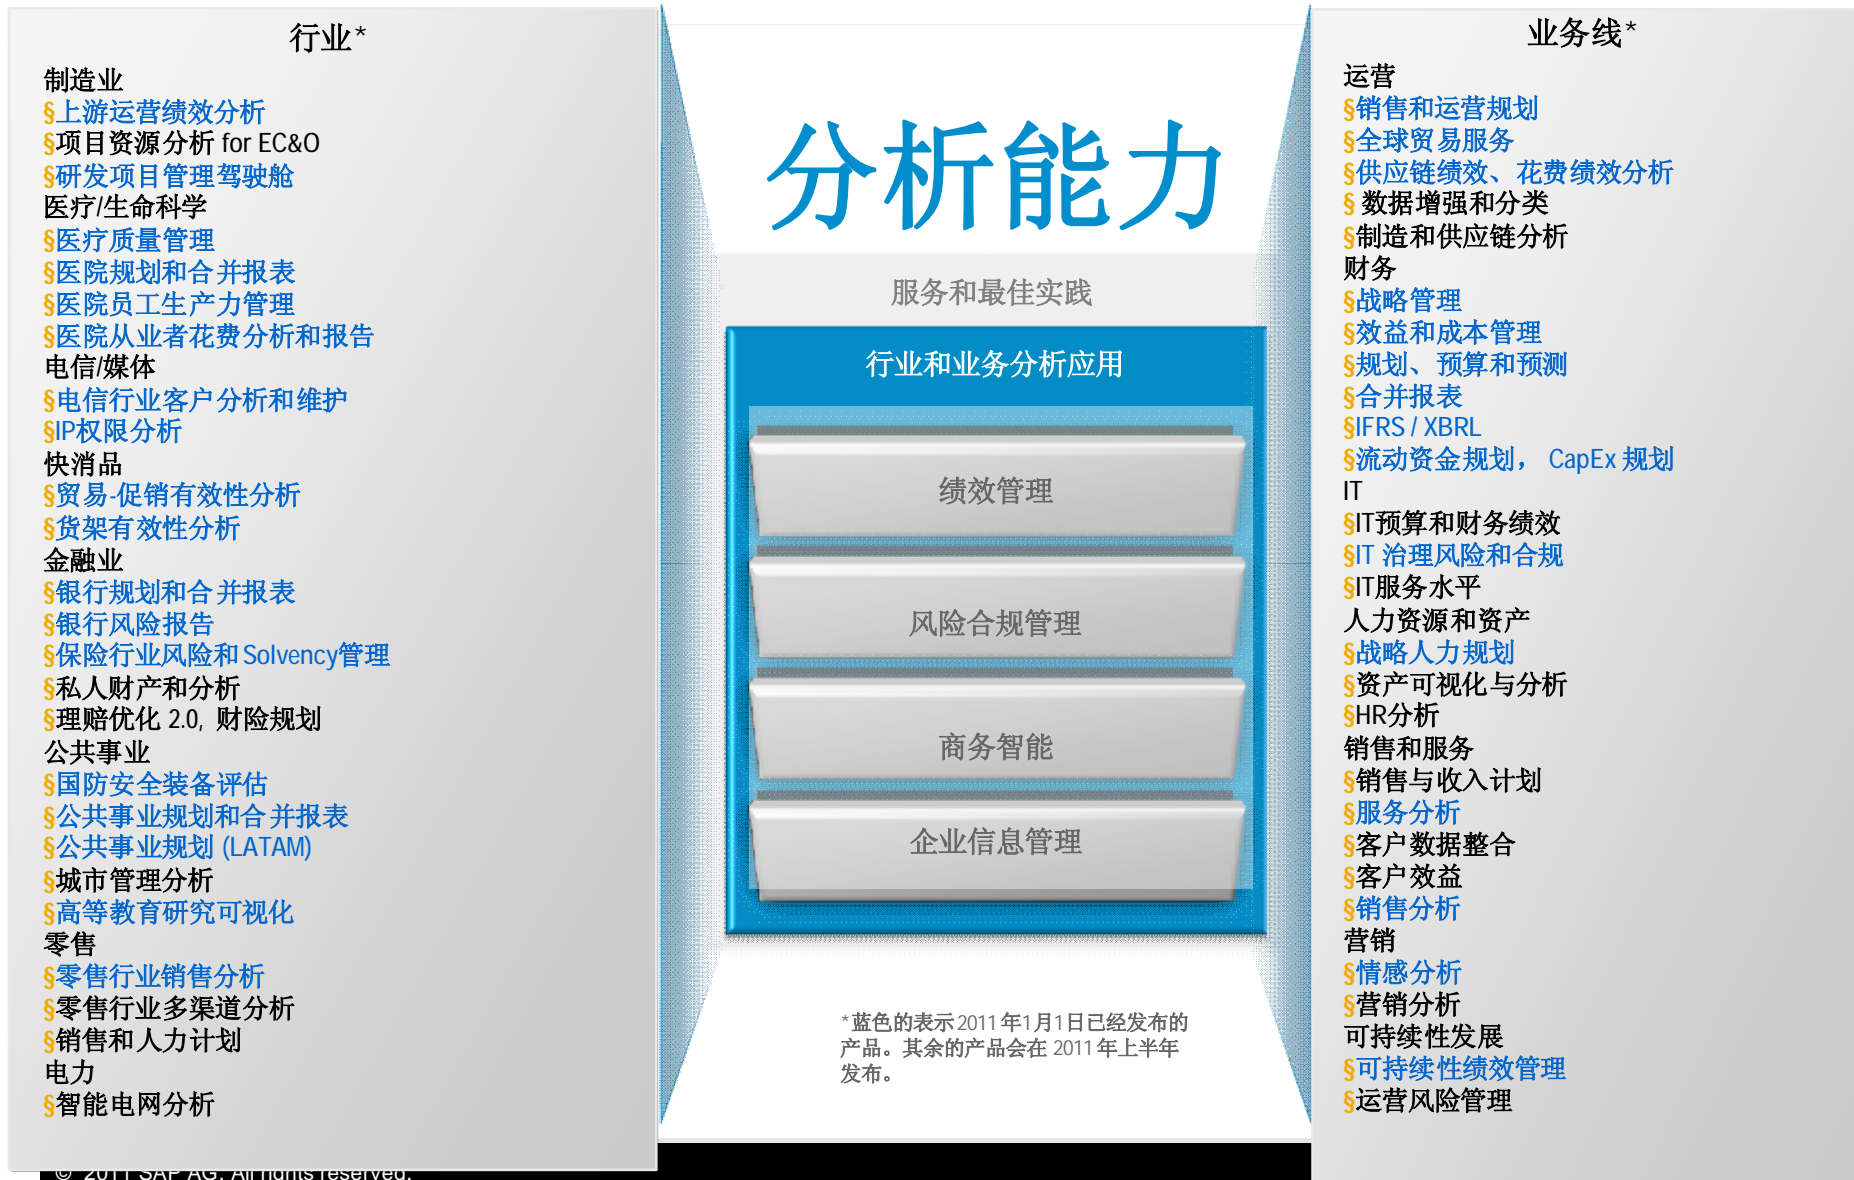 行业*
制造业
§上游运营绩效分析
§项目资源分析 for EC&O
§研发项目管理驾驶舱
医疗/生命科学
§医疗质量管理
§医院规划和合并报表
§医院员工生产力管理
§医院从业者花费分析和报告
电信/媒体
§电信行业客户分析和维护
§IP权限分析
快消品
§贸易-促销有效性分析
§货架有效性分析
金融业
§银行规划和合并报表
§银行风险报告
§保险行业风险和Solvency管理
§私人财产和分析
§理赔优化 2.0, 财险规划
公共事业
§国防安全装备评估
§公共事业规划和合并报表
§公共事业规划 (LATAM)
§城市管理分析
§高等教育研究可视化
零售
§零售行业销售分析
§零售行业多渠道分析
§销售和人力计划
电力
§智能电网分析
分析能力
服务和最佳实践
行业和业务分析应用
绩效管理
风险合规管理
商务智能
企业信息管理
*蓝色的表示2011年1月1日已经发布的
产品。其余的产品会在 2011年上半年
发布。
业务线*
运营
§销售和运营规划
§全球贸易服务
§供应链绩效、花费绩效分析
§ 数据增强和分类
§制造和供应链分析
财务
§战略管理
§效益和成本管理
§规划、预算和预测
§合并报表
§IFRS / XBRL
§流动资金规划， CapEx 规划
IT
§IT预算和财务绩效
§IT 治理风险和合规
§IT服务水平
人力资源和资产
§战略人力规划
§资产可视化与分析
§HR分析
销售和服务
§销售与收入计划
§服务分析
§客户数据整合
§客户效益
§销售分析
营销
§情感分析
§营销分析
可持续性发展
§可持续性绩效管理
§运营风险管理
© 2011 SAP AG. All rights reserved.